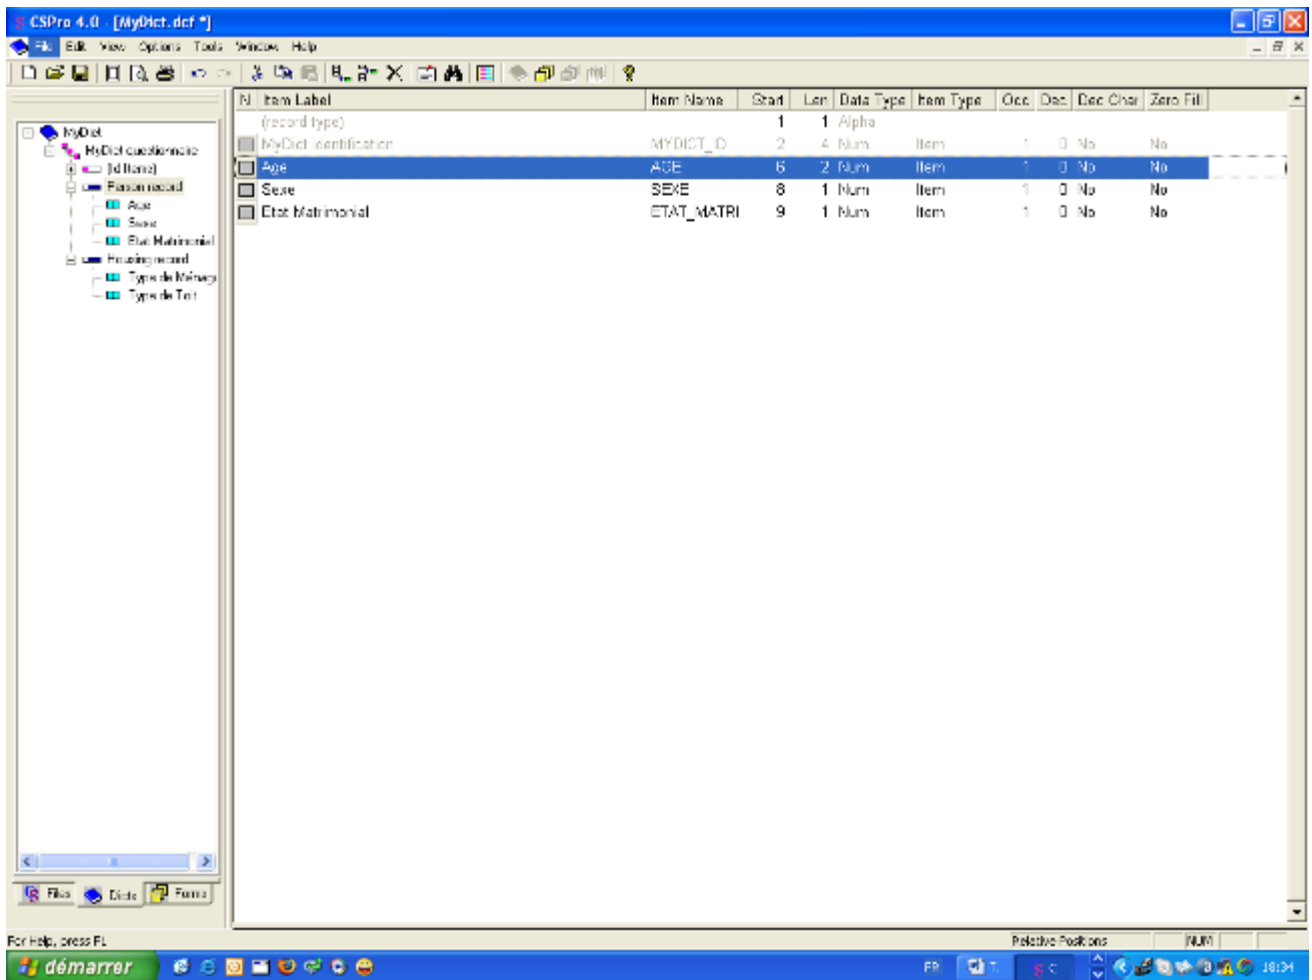 CSPro 4.0 - [MyDict.dcf *]
File Edit View Options Tools Window Help
N Item Label Item Name Start Len Data Type Item Type Occ Dec Dec Char Zero Fill
(record type) 1 1 Alpha
MyDict Identification MYDICT_ID 2 4 Num Item 1 0 No No
Age AGE 6 2 Num Item 1 0 No No
Sexe SEXE 8 1 Num Item 1 0 No No
Etat Matrimonial ETAT_MATRI 9 1 Num Item 1 0 No No
MyDict
MyDict questionnaire
(Id Items)
Person record
Age
Sexe
Etat Matrimonial
Housing record
Type de Ménag
Type de Toit
Files Dicts Forms
For Help, press F1 Relative Positions NUM
démarrer FR T. C. 18:34